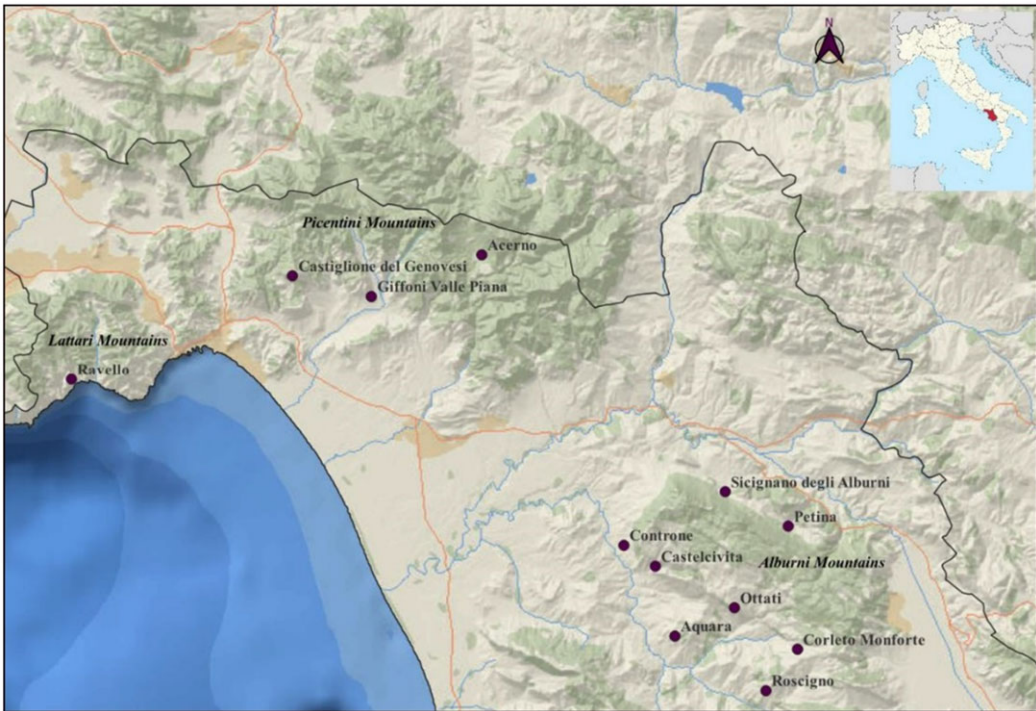 N
Picentini Mountains
Acerno
Castiglione del Genovesi
Giffoni Valle Piana
Lattari Mountains
Ravello
Sicignano degli Alburni
Petina
Controne
Castelcivita
Alburni Mountains
Ottati
Aquara
Corleto Monforte
Roscigno